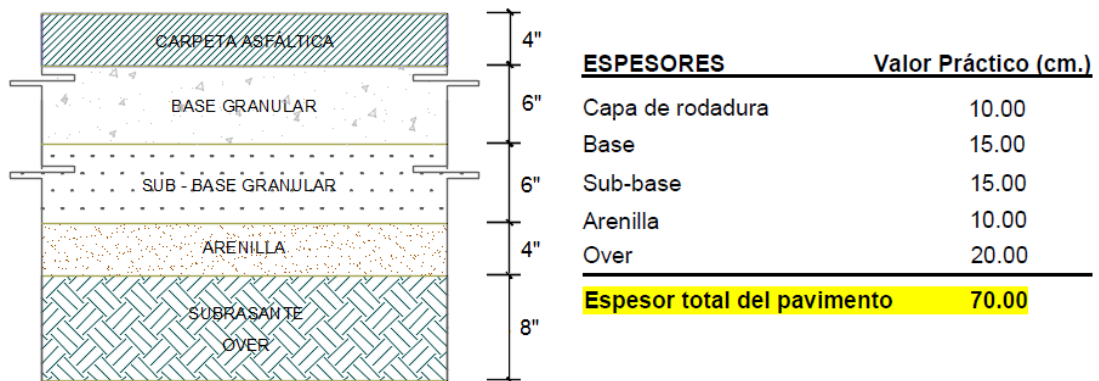 CARPETA ASFÁLTICA
4"
BASE GRANULAR
6"
SUB - BASE GRANULAR
6"
ARENILLA
4"
SUBRASANTE
OVER
8"
ESPESORES Valor Práctico (cm.)
Capa de rodadura 10.00
Base 15.00
Sub-base 15.00
Arenilla 10.00
Over 20.00
Espesor total del pavimento 70.00